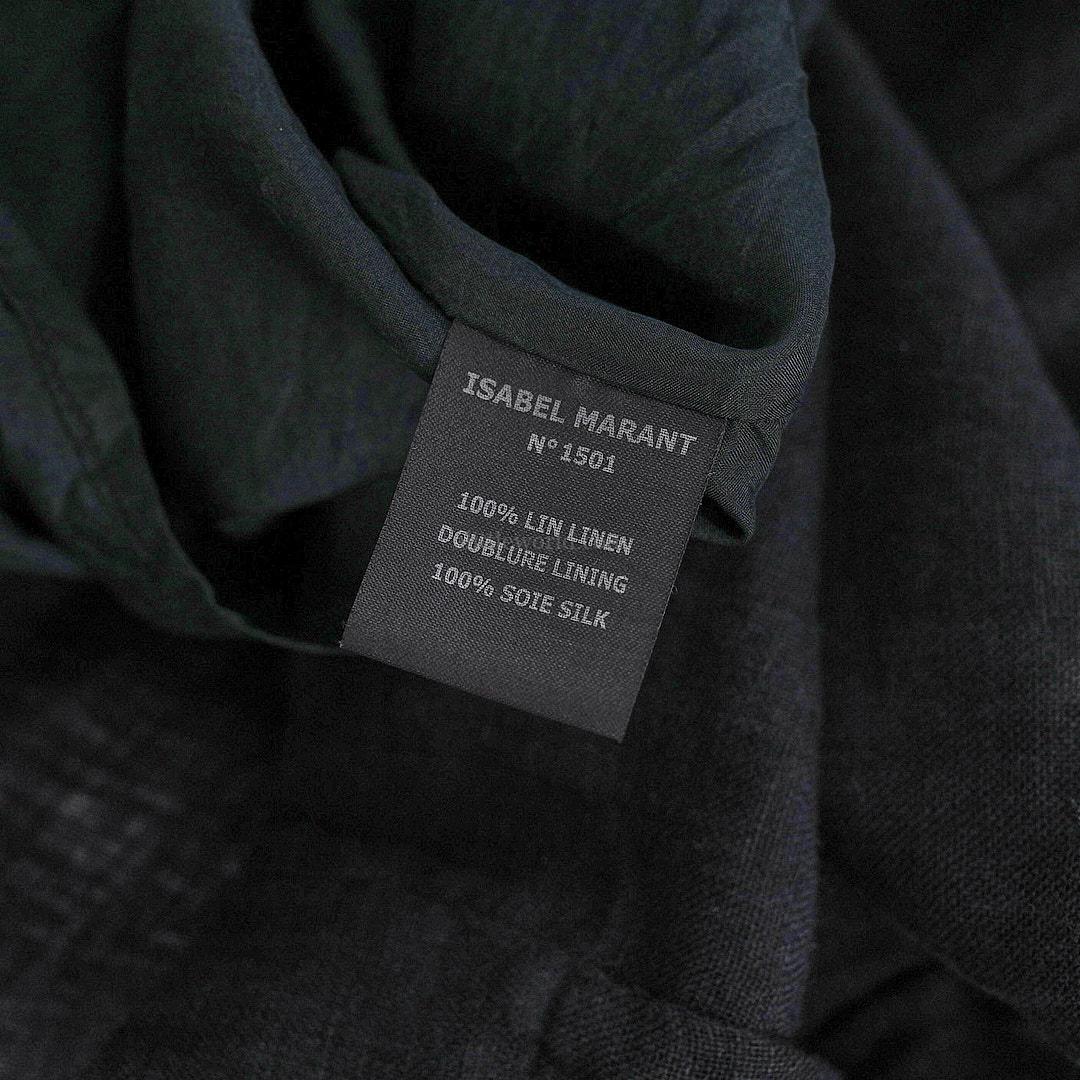 ISABEL MARANT
N°1501
100% LIN LINEN
DOUBLURE LINING
100% SOIE SILK